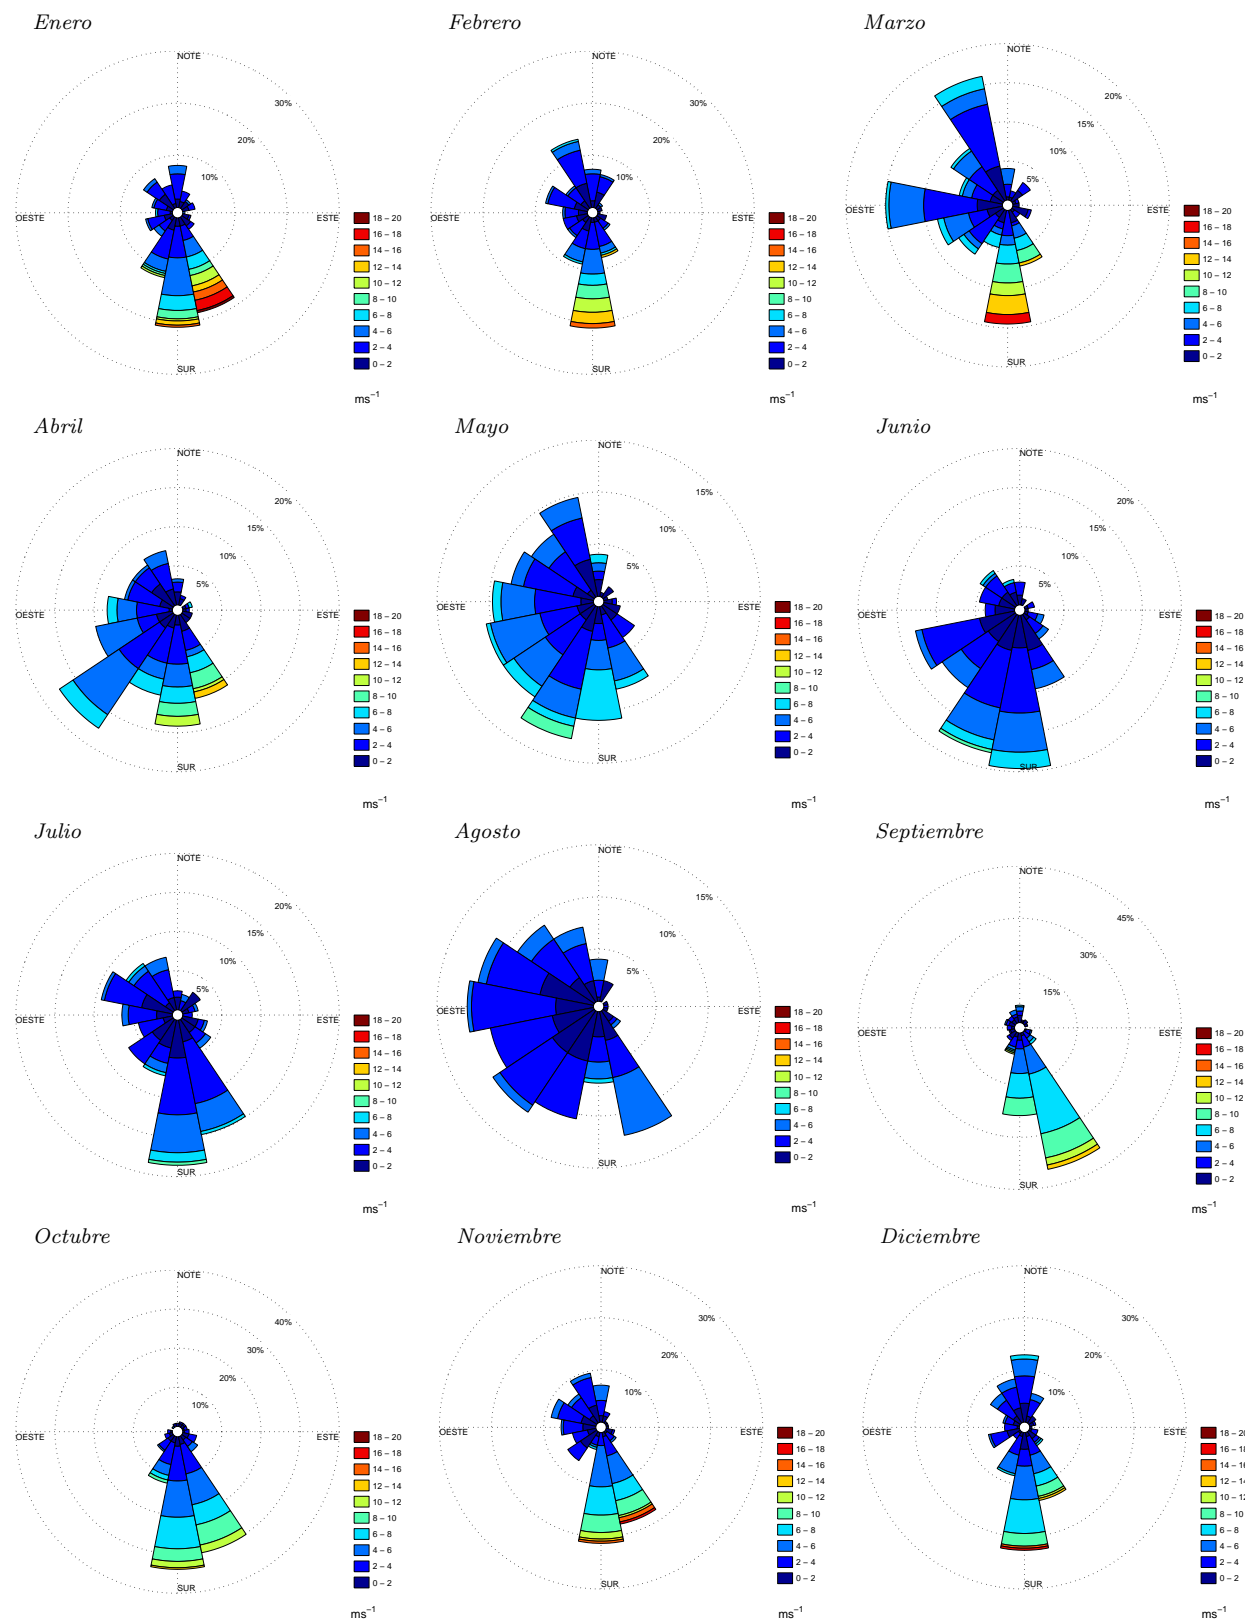 Enero
NOTE
30%
20%
10%
OESTE
ESTE
18 – 20
16 – 18
14 – 16
12 – 14
10 – 12
8 – 10
6 – 8
4 – 6
2 – 4
0 – 2
SUR
ms−1
Febrero
NOTE
30%
20%
10%
OESTE
ESTE
18 – 20
16 – 18
14 – 16
12 – 14
10 – 12
8 – 10
6 – 8
4 – 6
2 – 4
0 – 2
SUR
ms−1
Marzo
NOTE
20%
15%
10%
5%
OESTE
ESTE
18 – 20
16 – 18
14 – 16
12 – 14
10 – 12
8 – 10
6 – 8
4 – 6
2 – 4
0 – 2
SUR
ms−1
Abril
NOTE
20%
15%
10%
5%
OESTE
ESTE
18 – 20
16 – 18
14 – 16
12 – 14
10 – 12
8 – 10
6 – 8
4 – 6
2 – 4
0 – 2
SUR
ms−1
Mayo
NOTE
15%
10%
5%
OESTE
ESTE
18 – 20
16 – 18
14 – 16
12 – 14
10 – 12
8 – 10
6 – 8
4 – 6
2 – 4
0 – 2
SUR
ms−1
Junio
NOTE
20%
15%
10%
5%
OESTE
ESTE
18 – 20
16 – 18
14 – 16
12 – 14
10 – 12
8 – 10
6 – 8
4 – 6
2 – 4
0 – 2
SUR
ms−1
Julio
NOTE
20%
15%
10%
5%
OESTE
ESTE
18 – 20
16 – 18
14 – 16
12 – 14
10 – 12
8 – 10
6 – 8
4 – 6
2 – 4
0 – 2
SUR
ms−1
Agosto
NOTE
15%
10%
5%
OESTE
ESTE
18 – 20
16 – 18
14 – 16
12 – 14
10 – 12
8 – 10
6 – 8
4 – 6
2 – 4
0 – 2
SUR
ms−1
Septiembre
NOTE
45%
30%
15%
OESTE
ESTE
18 – 20
16 – 18
14 – 16
12 – 14
10 – 12
8 – 10
6 – 8
4 – 6
2 – 4
0 – 2
SUR
ms−1
Octubre
NOTE
40%
30%
20%
10%
OESTE
ESTE
18 – 20
16 – 18
14 – 16
12 – 14
10 – 12
8 – 10
6 – 8
4 – 6
2 – 4
0 – 2
SUR
ms−1
Noviembre
NOTE
30%
20%
10%
OESTE
ESTE
18 – 20
16 – 18
14 – 16
12 – 14
10 – 12
8 – 10
6 – 8
4 – 6
2 – 4
0 – 2
SUR
ms−1
Diciembre
NOTE
30%
20%
10%
OESTE
ESTE
18 – 20
16 – 18
14 – 16
12 – 14
10 – 12
8 – 10
6 – 8
4 – 6
2 – 4
0 – 2
SUR
ms−1